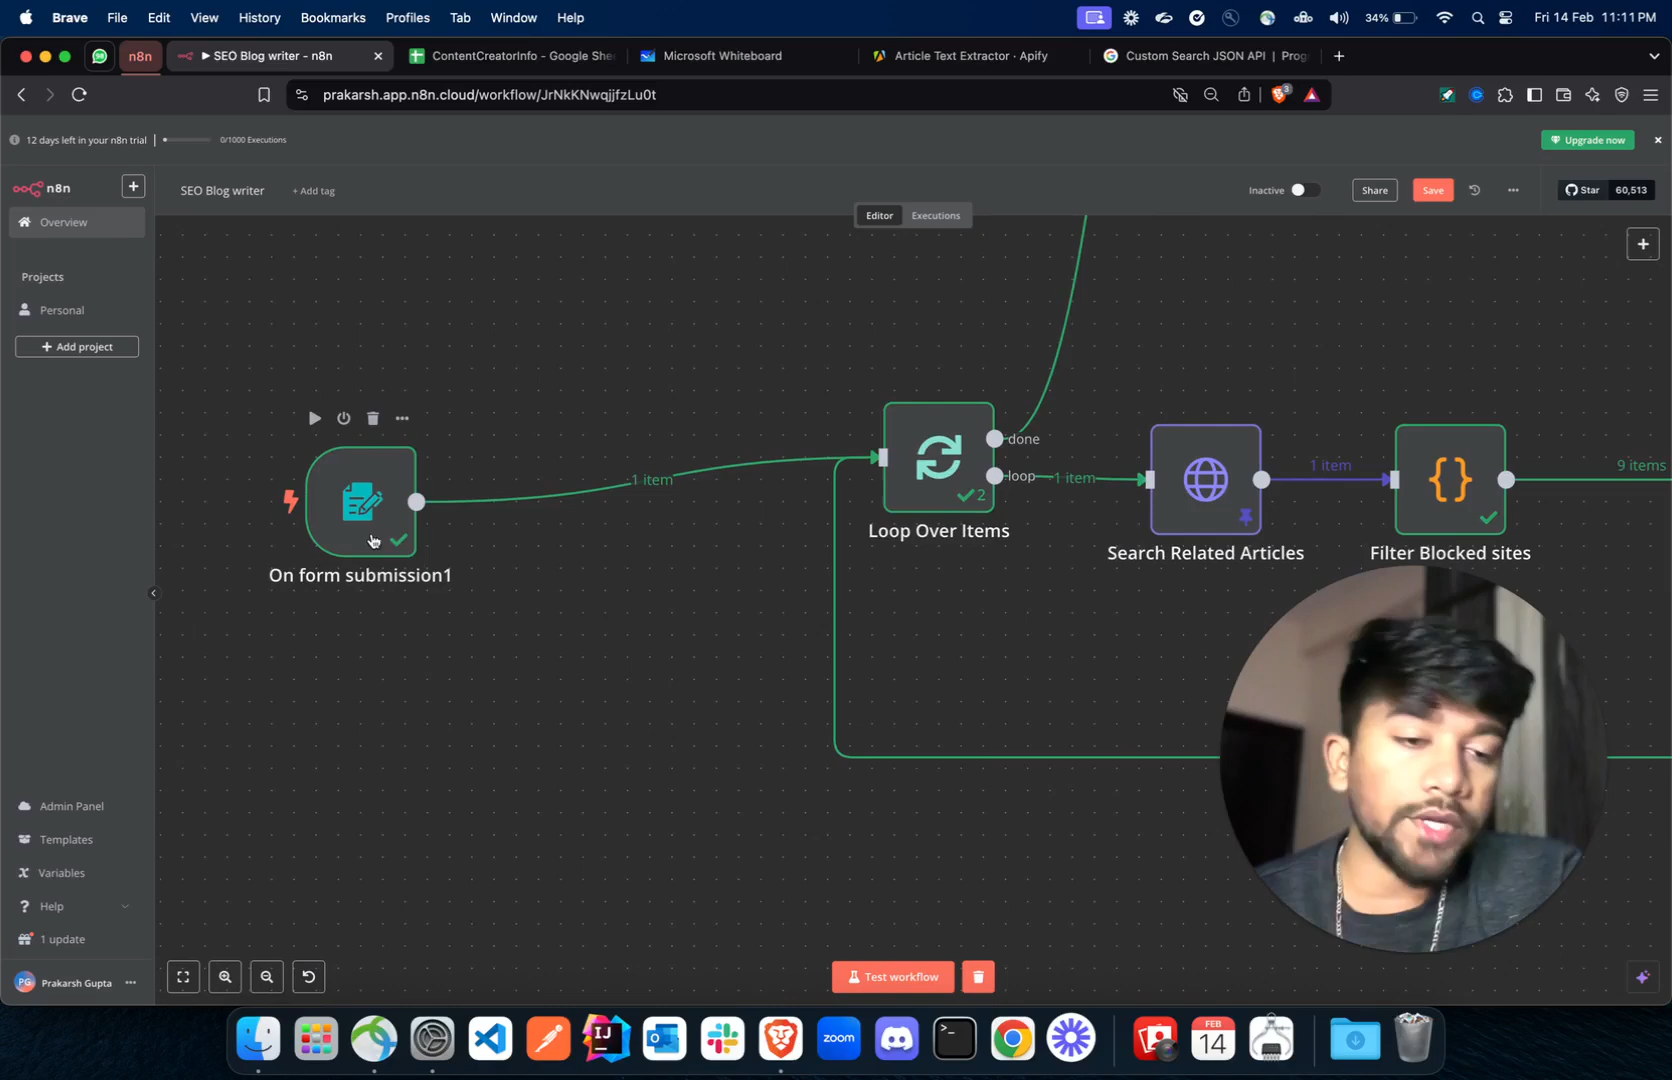 Brave File Edit View History Bookmarks Profiles Tab Window Help
34% Fri 14 Feb 11:11PM
98 n8n SEO Blog writer - n8n ContentCreatorInfo - Google She Microsoft Whiteboard Article Text Extractor · Apify Custom Search JSON API | Prog
prakarsh.app.n8n.cloud/workflow/JrNkKNwqjjfzLu0t
3
12 days left in your n8n trial 0/1000 Executions Upgrade now
n8n
SEO Blog writer + Add tag Inactive Share Save Star 60,513
Overview
Editor Executions
Projects
Personal
Add project
done
loop
1 item
1 item
1 item
9 items
2
On form submission1
Loop Over Items
Search Related Articles
{}
Filter Blocked sites
Admin Panel
Templates
Variables
Help
1 update
PG Prakarsh Gupta
Test workflow
zoom
FEB
14